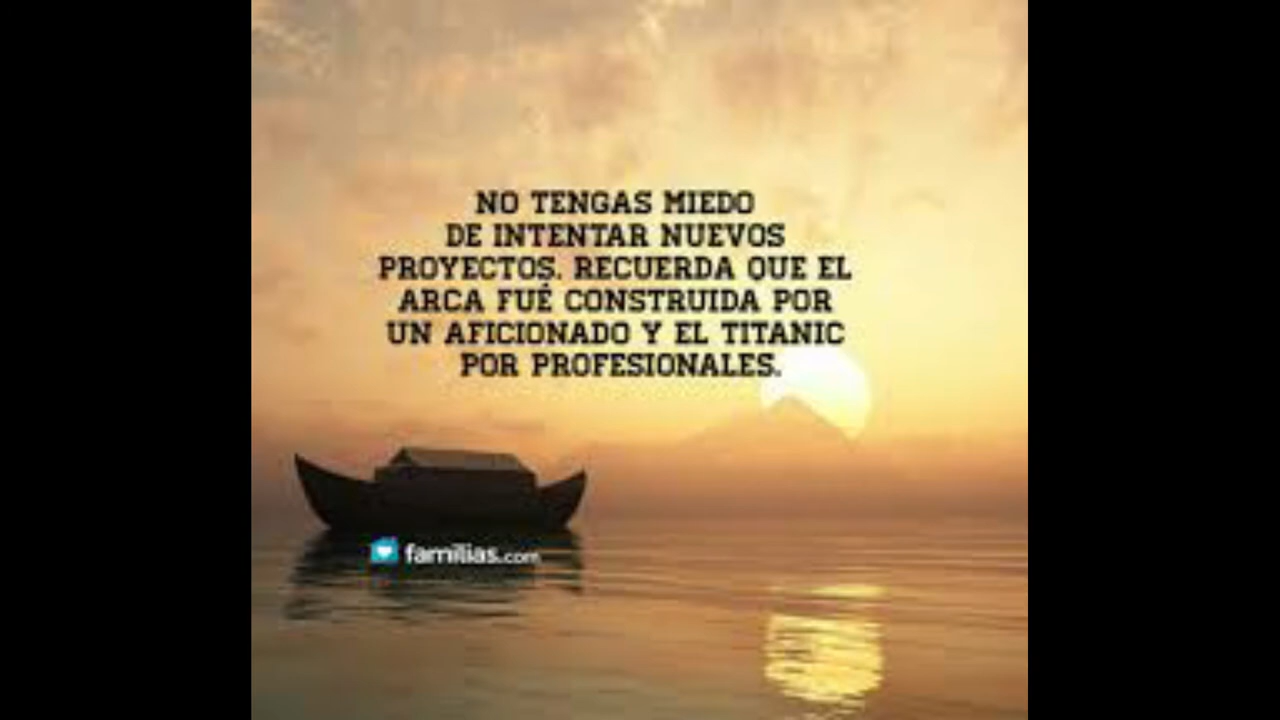 NO TENGAS MIEDO
DE INTENTAR NUEVOS
PROYECTOS. RECUERDA QUE EL
ARCA FUÉ CONSTRUIDA POR
UN AFICIONADO Y EL TITANIC
POR PROFESIONALES.
familias.com